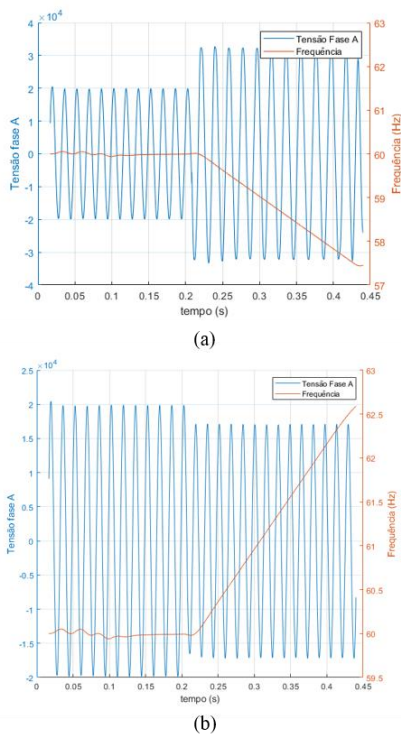 ×10⁴
4
3
2
1
0
-1
-2
-3
-4
Tensão fase A
63
62
61
60
59
58
57
Frequência (Hz)
Tensão Fase A
Frequência
0 0.05 0.1 0.15 0.2 0.25 0.3 0.35 0.4 0.45
tempo (s)
(a)
×10⁴
2.5
2
1.5
1
0.5
0
-0.5
-1
-1.5
-2
Tensão fase A
63
62.5
62
61.5
61
60.5
60
59.5
Frequência (Hz)
Tensão Fase A
Frequência
0 0.05 0.1 0.15 0.2 0.25 0.3 0.35 0.4 0.45
tempo (s)
(b)